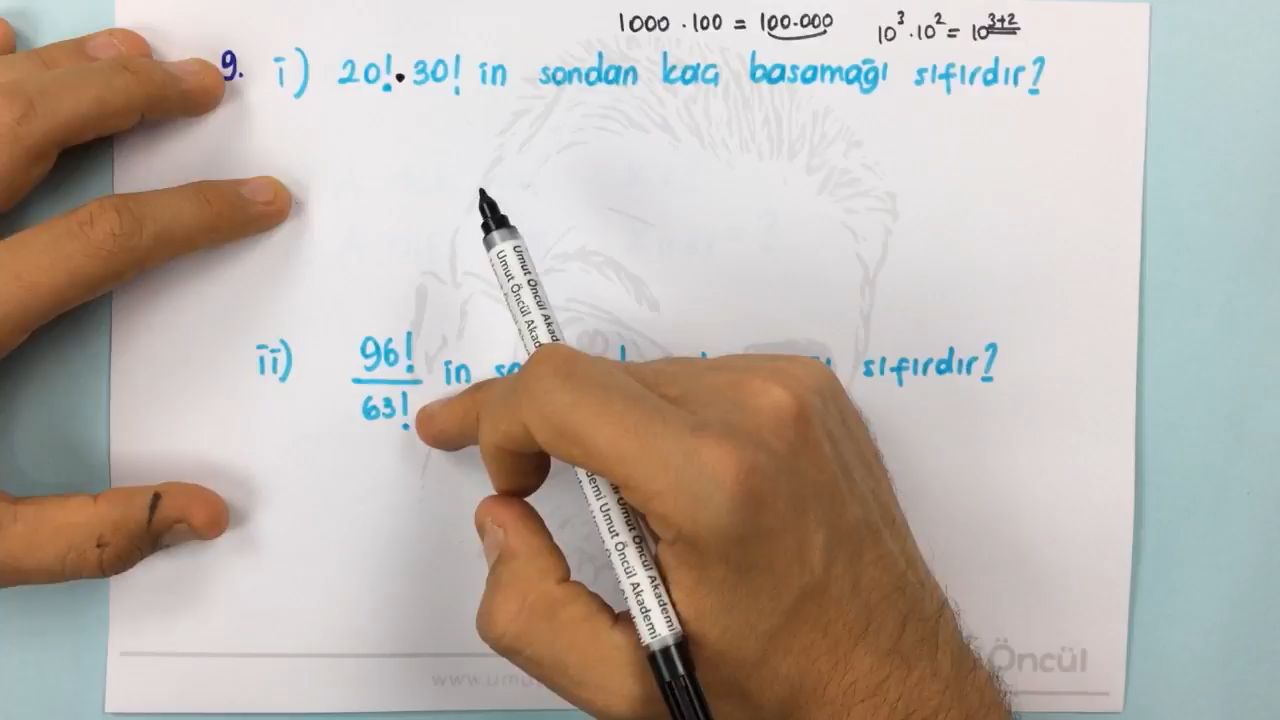 1000 · 100 = 100.000 10³ · 10² = 10³⁺²
9. i) 20! · 30! in sondan kaç basamağı sıfırdır?
ii) 96!/63! in sıfırdır?
Umut Öncül Akademi Umut Öncül Akademi
Öncül